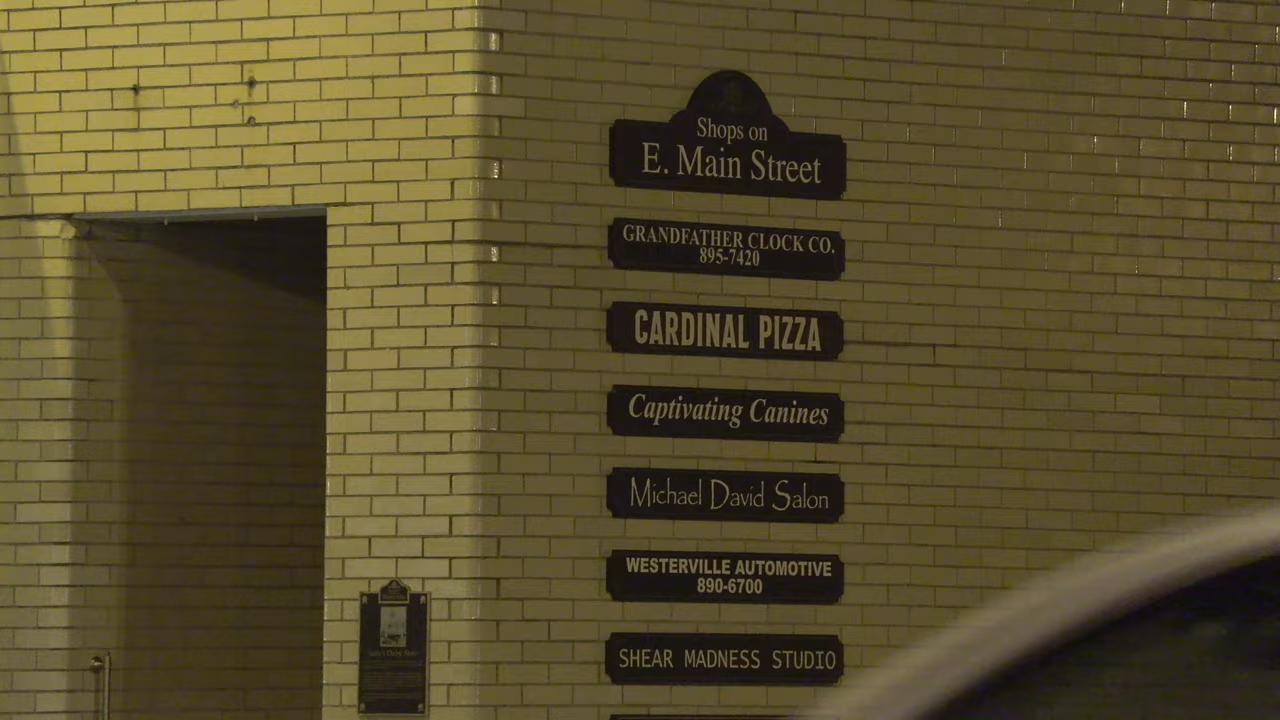 Shops on
E. Main Street
GRANDFATHER CLOCK CO.
895-7420
CARDINAL PIZZA
Captivating Canines
Michael David Salon
WESTERVILLE AUTOMOTIVE
890-6700
SHEAR MADNESS STUDIO